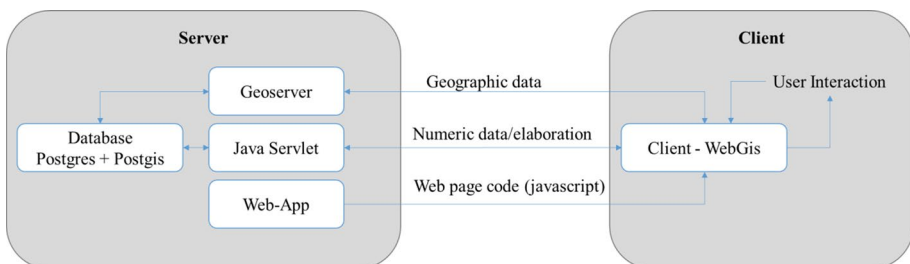 Server
Client
Geoserver
Geographic data
User Interaction
Database
Postgres + Postgis
Java Servlet
Numeric data/elaboration
Client - WebGis
Web-App
Web page code (javascript)